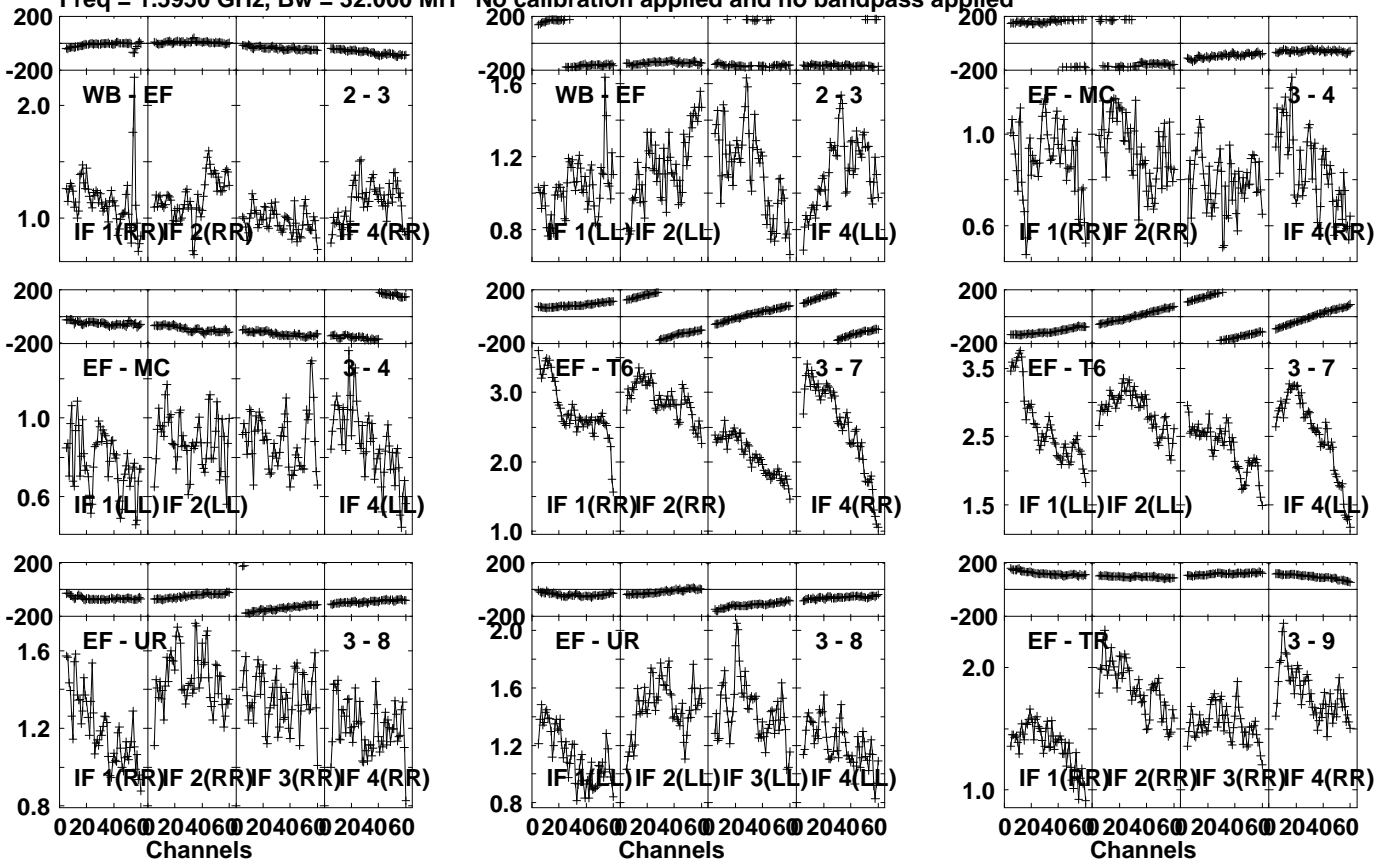 Freq = 1.5950 GHz, Bw = 32.000 MH No calibration applied and no bandpass applied
200
-200
WB - EF 2 - 3
2.0
1.0
IF 1(RR) IF 2(RR) IF 4(RR)
200
-200
WB - EF 2 - 3
1.6
1.2
0.8
IF 1(LL) IF 2(LL) IF 4(LL)
200
-200
EF - MC 3 - 4
1.0
0.6
IF 1(RR) IF 2(RR) IF 4(RR)
200
-200
EF - MC 3 - 4
1.0
0.6
IF 1(LL) IF 2(LL) IF 4(LL)
200
-200
EF - T6 3 - 7
3.0
2.0
1.0
IF 1(RR) IF 2(RR) IF 4(RR)
200
-200
EF - T6 3 - 7
3.5
2.5
1.5
IF 1(LL) IF 2(LL) IF 4(LL)
200
-200
EF - UR 3 - 8
1.6
1.2
0.8
IF 1(RR) IF 2(RR) IF 3(RR) IF 4(RR)
0 20 40 60 0 20 40 60 0 20 40 60 0 20 40 60
Channels
200
-200
2.0
EF - UR 3 - 8
1.6
1.2
0.8
IF 1(LL) IF 2(LL) IF 3(LL) IF 4(LL)
0 20 40 60 0 20 40 60 0 20 40 60 0 20 40 60
Channels
200
-200
EF - TR 3 - 9
2.0
1.0
IF 1(RR) IF 2(RR) IF 3(RR) IF 4(RR)
0 20 40 60 0 20 40 60 0 20 40 60 0 20 40 60
Channels